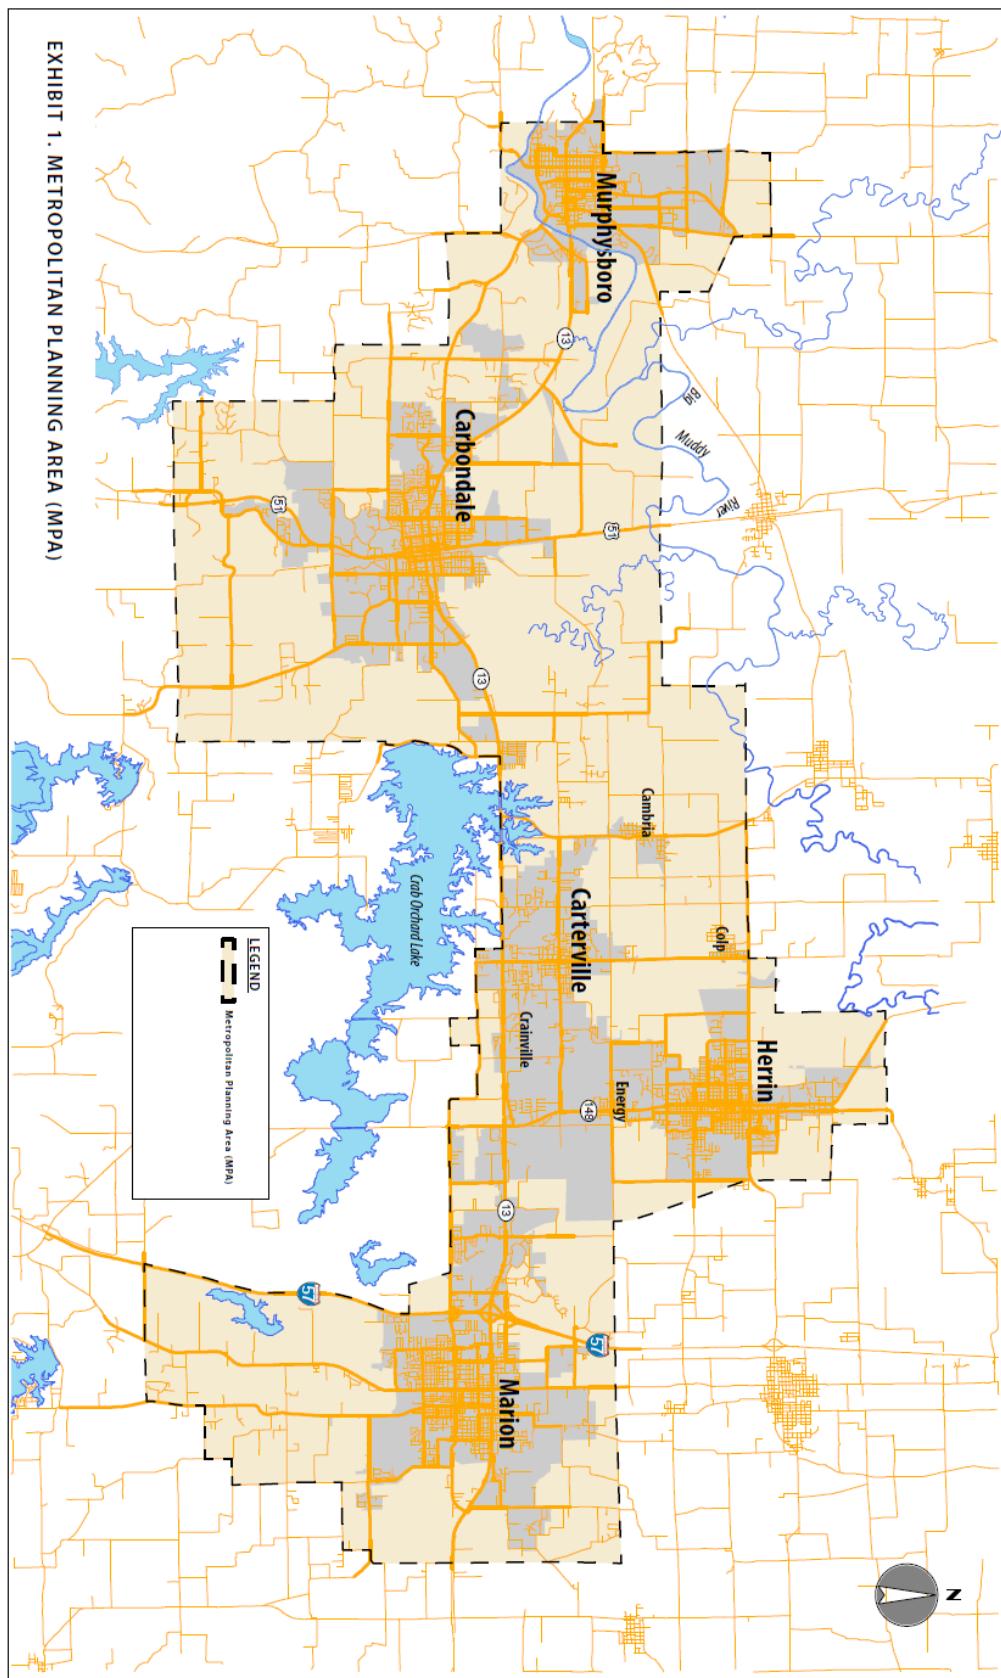 EXHIBIT 1. METROPOLITAN PLANNING AREA (MPA)
N
Murphysboro
13
Big
Muddy
River
Carbondale
51
51
13
Cambria
Colp
Carterville
Herrin
Crainville
Energy
148
Crab Orchard Lake
13
57
57
Marion
LEGEND
Metropolitan Planning Area (MPA)